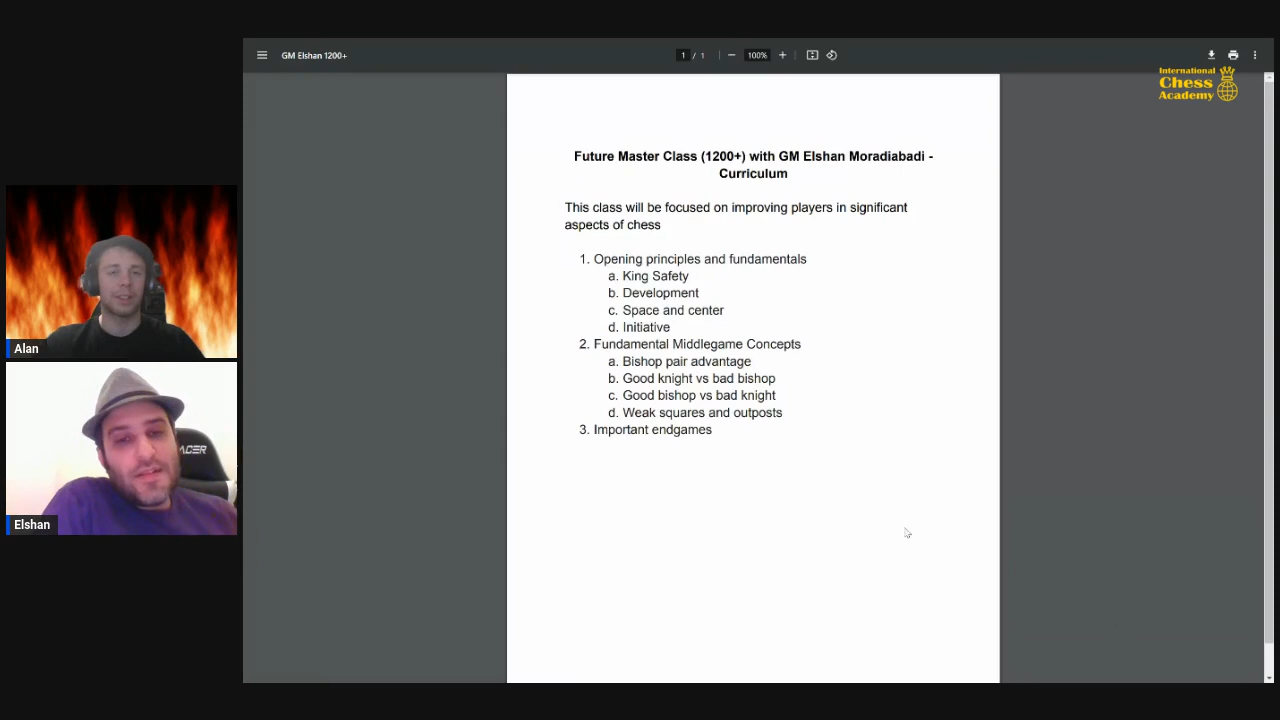 GM Elshan 1200+
1 / 1
100%
International
Chess
Academy
Future Master Class (1200+) with GM Elshan Moradiabadi -
Curriculum
This class will be focused on improving players in significant
aspects of chess
1. Opening principles and fundamentals
a. King Safety
b. Development
c. Space and center
d. Initiative
2. Fundamental Middlegame Concepts
a. Bishop pair advantage
b. Good knight vs bad bishop
c. Good bishop vs bad knight
d. Weak squares and outposts
3. Important endgames
Alan
Elshan